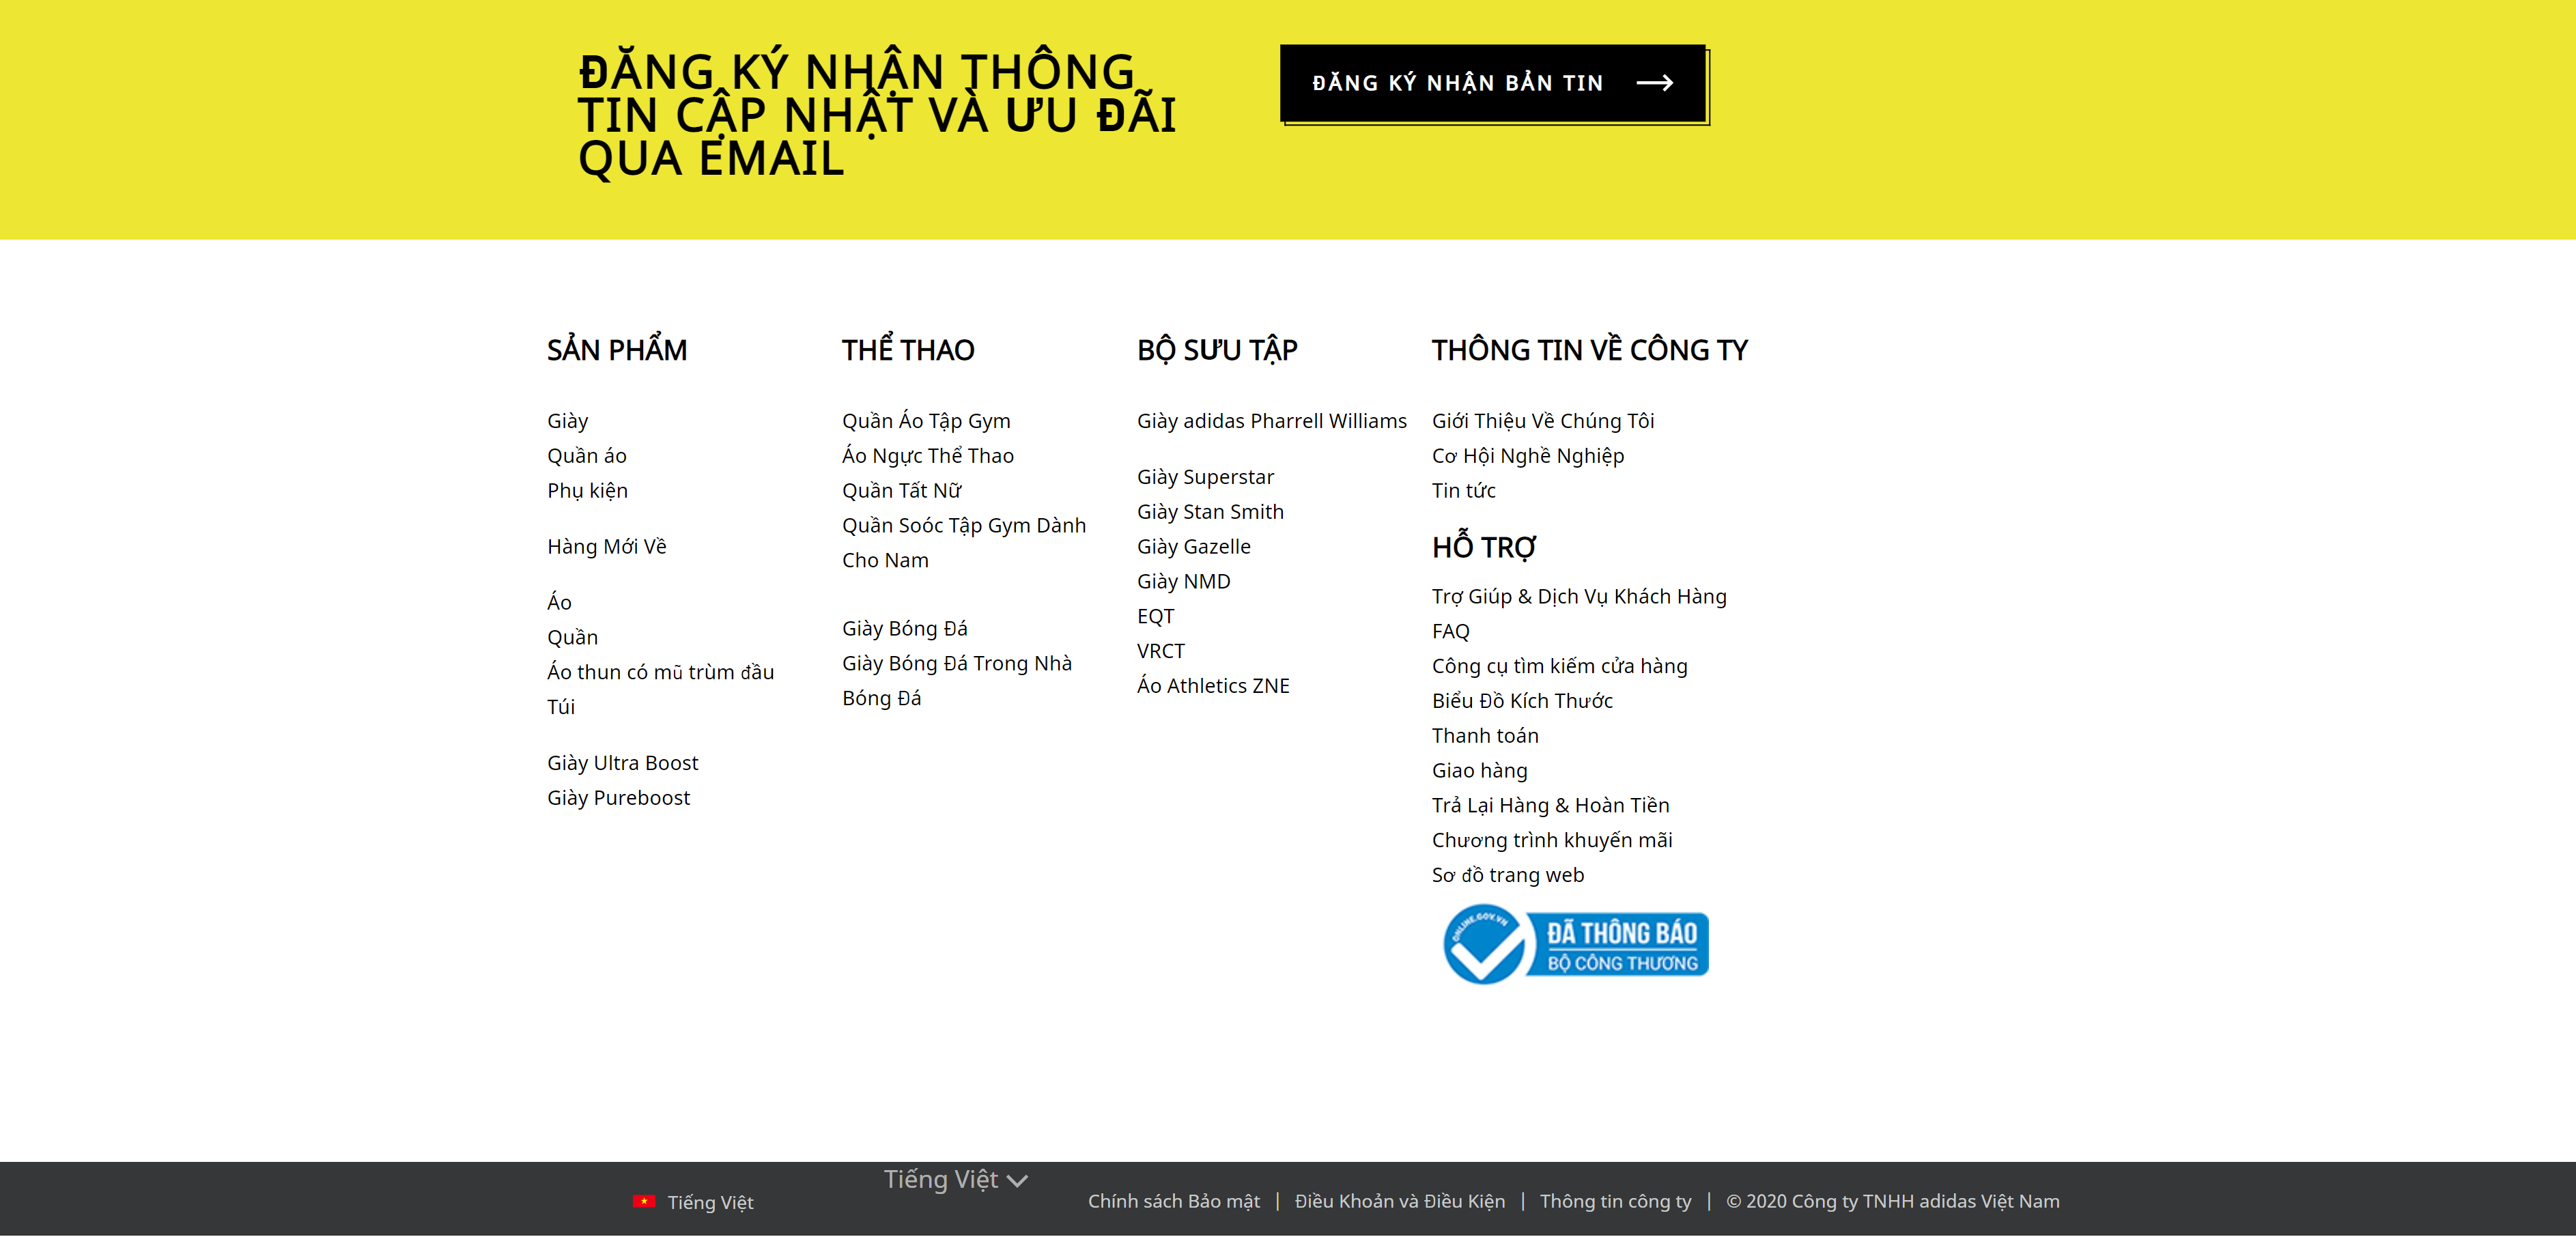 ĐĂNG KÝ NHẬN THÔNG
TIN CẬP NHẬT VÀ ƯU ĐÃI
QUA EMAIL
ĐĂNG KÝ NHẬN BẢN TIN
SẢN PHẨM
Giày
Quần áo
Phụ kiện
Hàng Mới Về
Áo
Quần
Áo thun có mũ trùm đầu
Túi
Giày Ultra Boost
Giày Pureboost
THỂ THAO
Quần Áo Tập Gym
Áo Ngực Thể Thao
Quần Tất Nữ
Quần Soóc Tập Gym Dành
Cho Nam
Giày Bóng Đá
Giày Bóng Đá Trong Nhà
Bóng Đá
BỘ SƯU TẬP
Giày adidas Pharrell Williams
Giày Superstar
Giày Stan Smith
Giày Gazelle
Giày NMD
EQT
VRCT
Áo Athletics ZNE
THÔNG TIN VỀ CÔNG TY
Giới Thiệu Về Chúng Tôi
Cơ Hội Nghề Nghiệp
Tin tức
HỖ TRỢ
Trợ Giúp & Dịch Vụ Khách Hàng
FAQ
Công cụ tìm kiếm cửa hàng
Biểu Đồ Kích Thước
Thanh toán
Giao hàng
Trả Lại Hàng & Hoàn Tiền
Chương trình khuyến mãi
Sơ đồ trang web
ONLINE.GOV.VN
ĐÃ THÔNG BÁO
BỘ CÔNG THƯƠNG
Tiếng Việt
Tiếng Việt
Chính sách Bảo mật | Điều Khoản và Điều Kiện | Thông tin công ty | © 2020 Công ty TNHH adidas Việt Nam